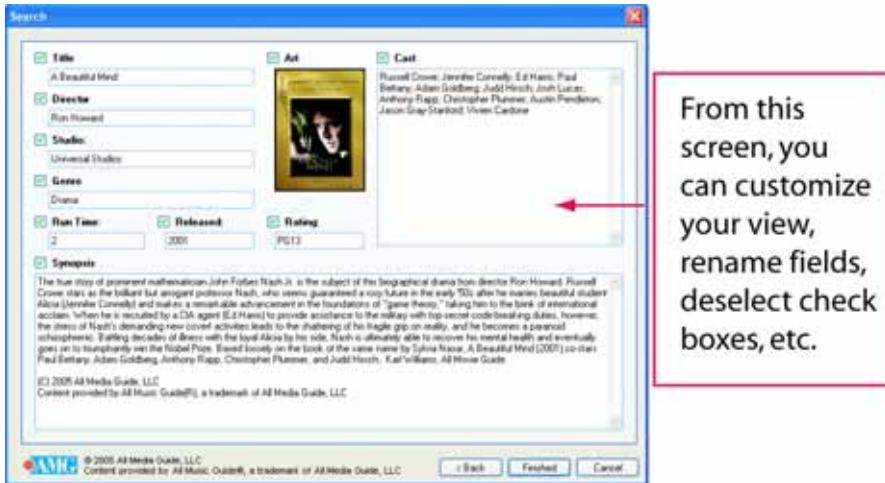 Search
Title
A Beautiful Mind
Director
Ron Howard
Studio:
Universal Studios
Genre
Drama
Run Time:
2
Released:
2001
Rating:
PG13
Art
Cast
Russell Crowe; Jennifer Connelly; Ed Harris; Paul
Bettany; Adam Goldberg; Judd Hirsch; Josh Lucas;
Anthony Rapp; Christopher Plummer; Austin Pendleton;
Jason Gray-Stanford; Vivien Cardone
Synopsis
The true story of prominent mathematician John Forbes Nash Jr. is the subject of this biographical drama from director Ron Howard. Russell
Crowe stars as the brilliant but arrogant professor Nash, who seems guaranteed a rosy future in the early '50s after he marries beautiful student
Alicia (Jennifer Connelly) and makes a remarkable advancement in the foundations of "game theory," taking him to the brink of international
acclaim. When he is recruited by a CIA agent (Ed Harris) to provide assistance to the military with top-secret code-breaking duties, however,
the stress of Nash's demanding new covert activities leads to the shattering of his fragile grip on reality, and he becomes a paranoid
schizophrenic. Battling decades of illness with the loyal Alicia by his side, Nash is ultimately able to recover his mental health and eventually
goes on to triumphantly win the Nobel Prize. Based loosely on the book of the same name by Sylvia Nasar, A Beautiful Mind (2001) co-stars
Paul Bettany, Adam Goldberg, Anthony Rapp, Christopher Plummer, and Judd Hirsch. Karl Williams, All Movie Guide
(C) 2005 All Media Guide, LLC
Content provided by All Music Guide(R), a trademark of All Media Guide, LLC
AMG
© 2005 All Media Guide, LLC
Content provided by All Music Guide®, a trademark of All Media Guide, LLC
< Back
Finished
Cancel
From this
screen, you
can customize
your view,
rename fields,
deselect check
boxes, etc.